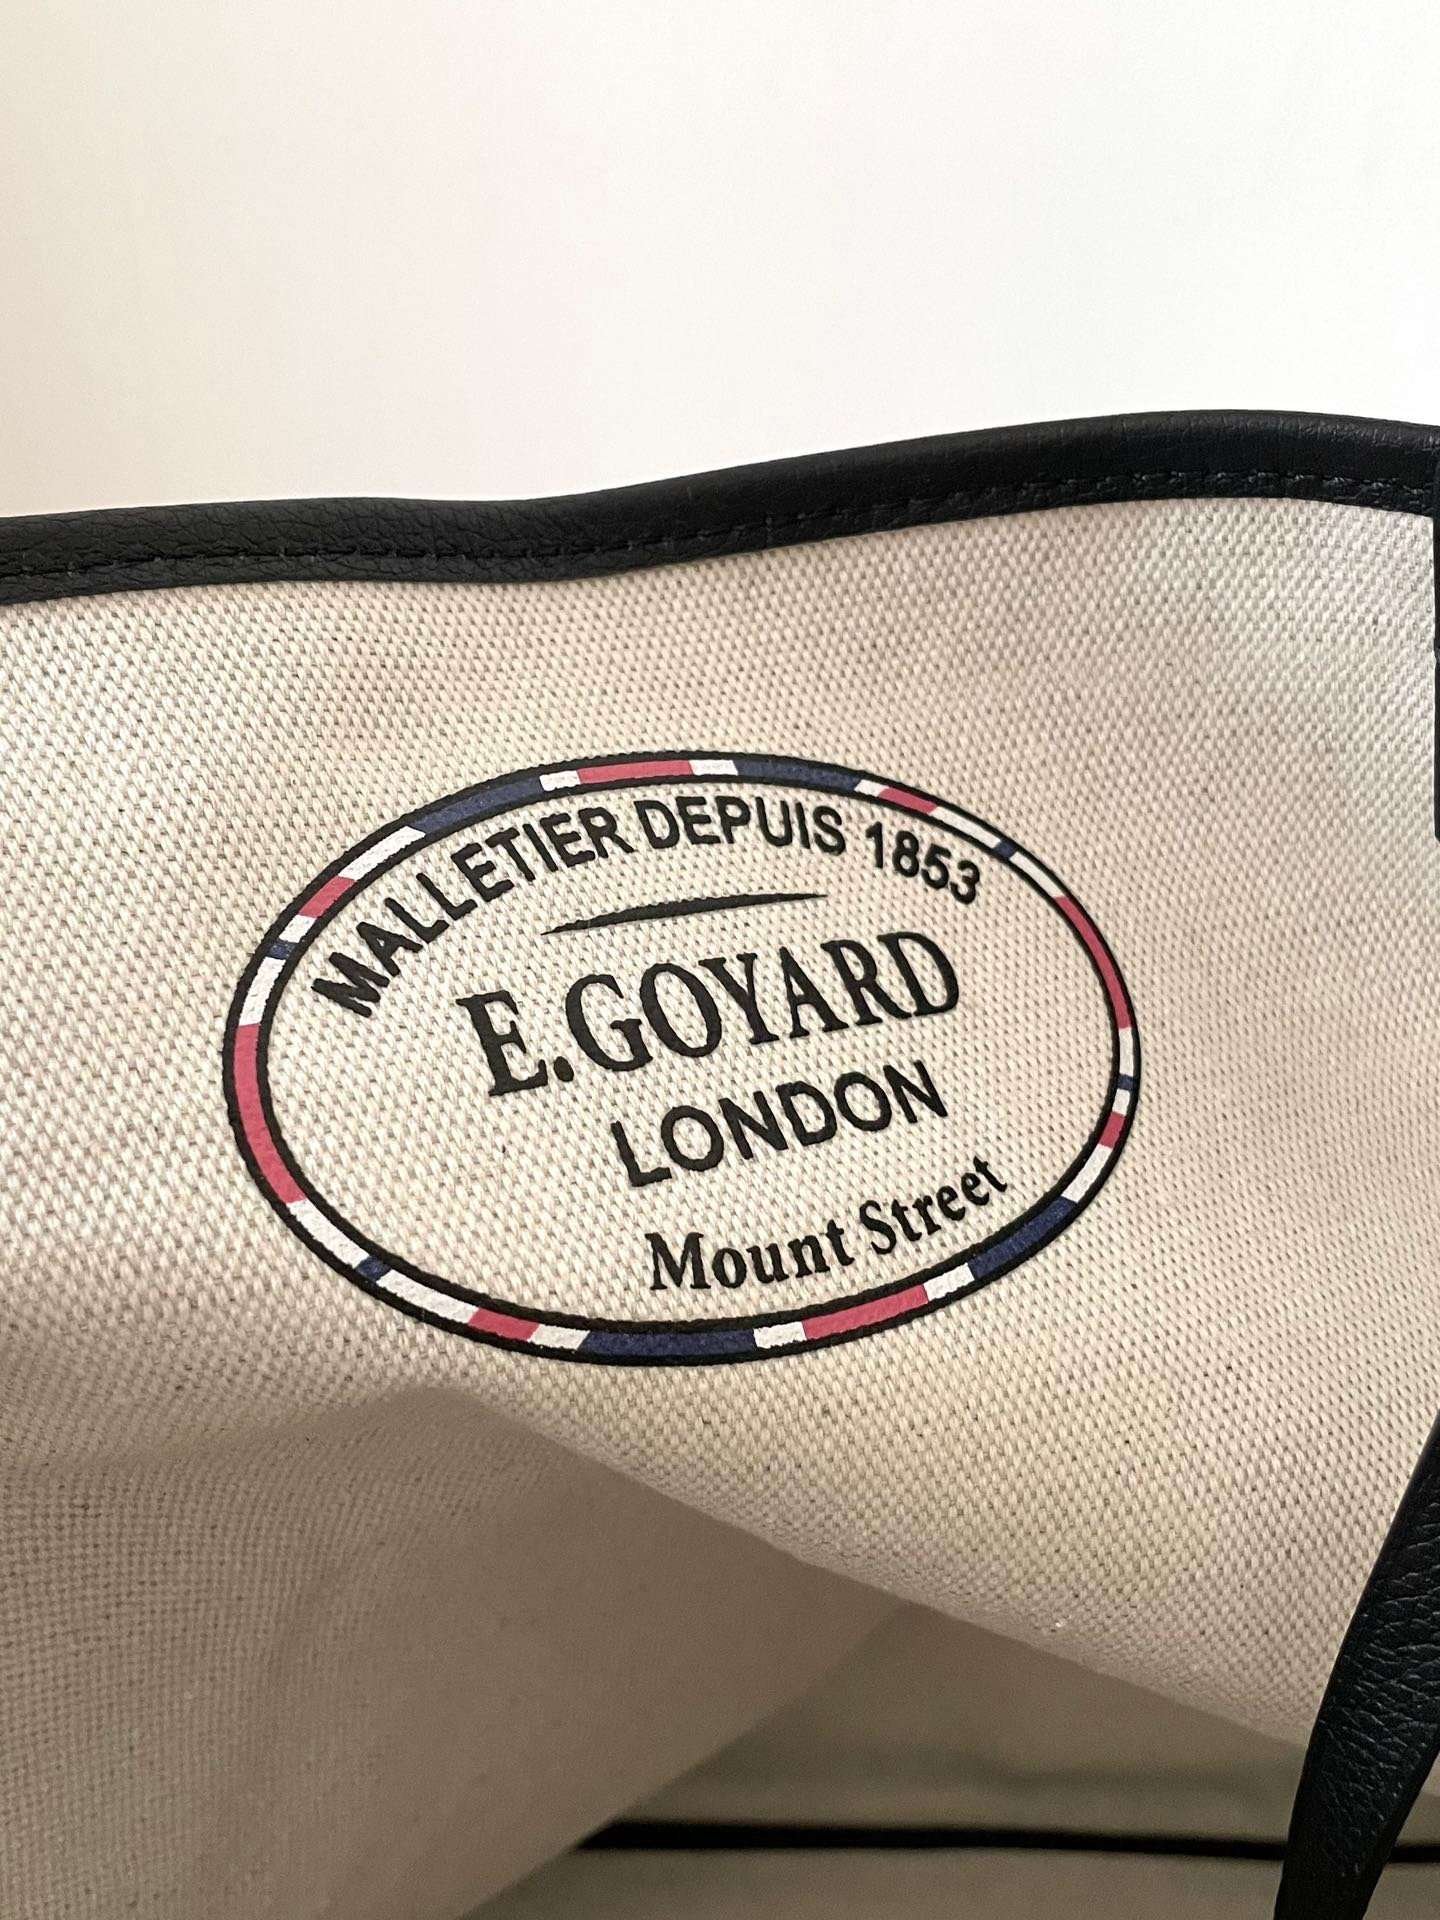 MALLETIER DEPUIS 1853
E.GOYARD
LONDON
Mount Street